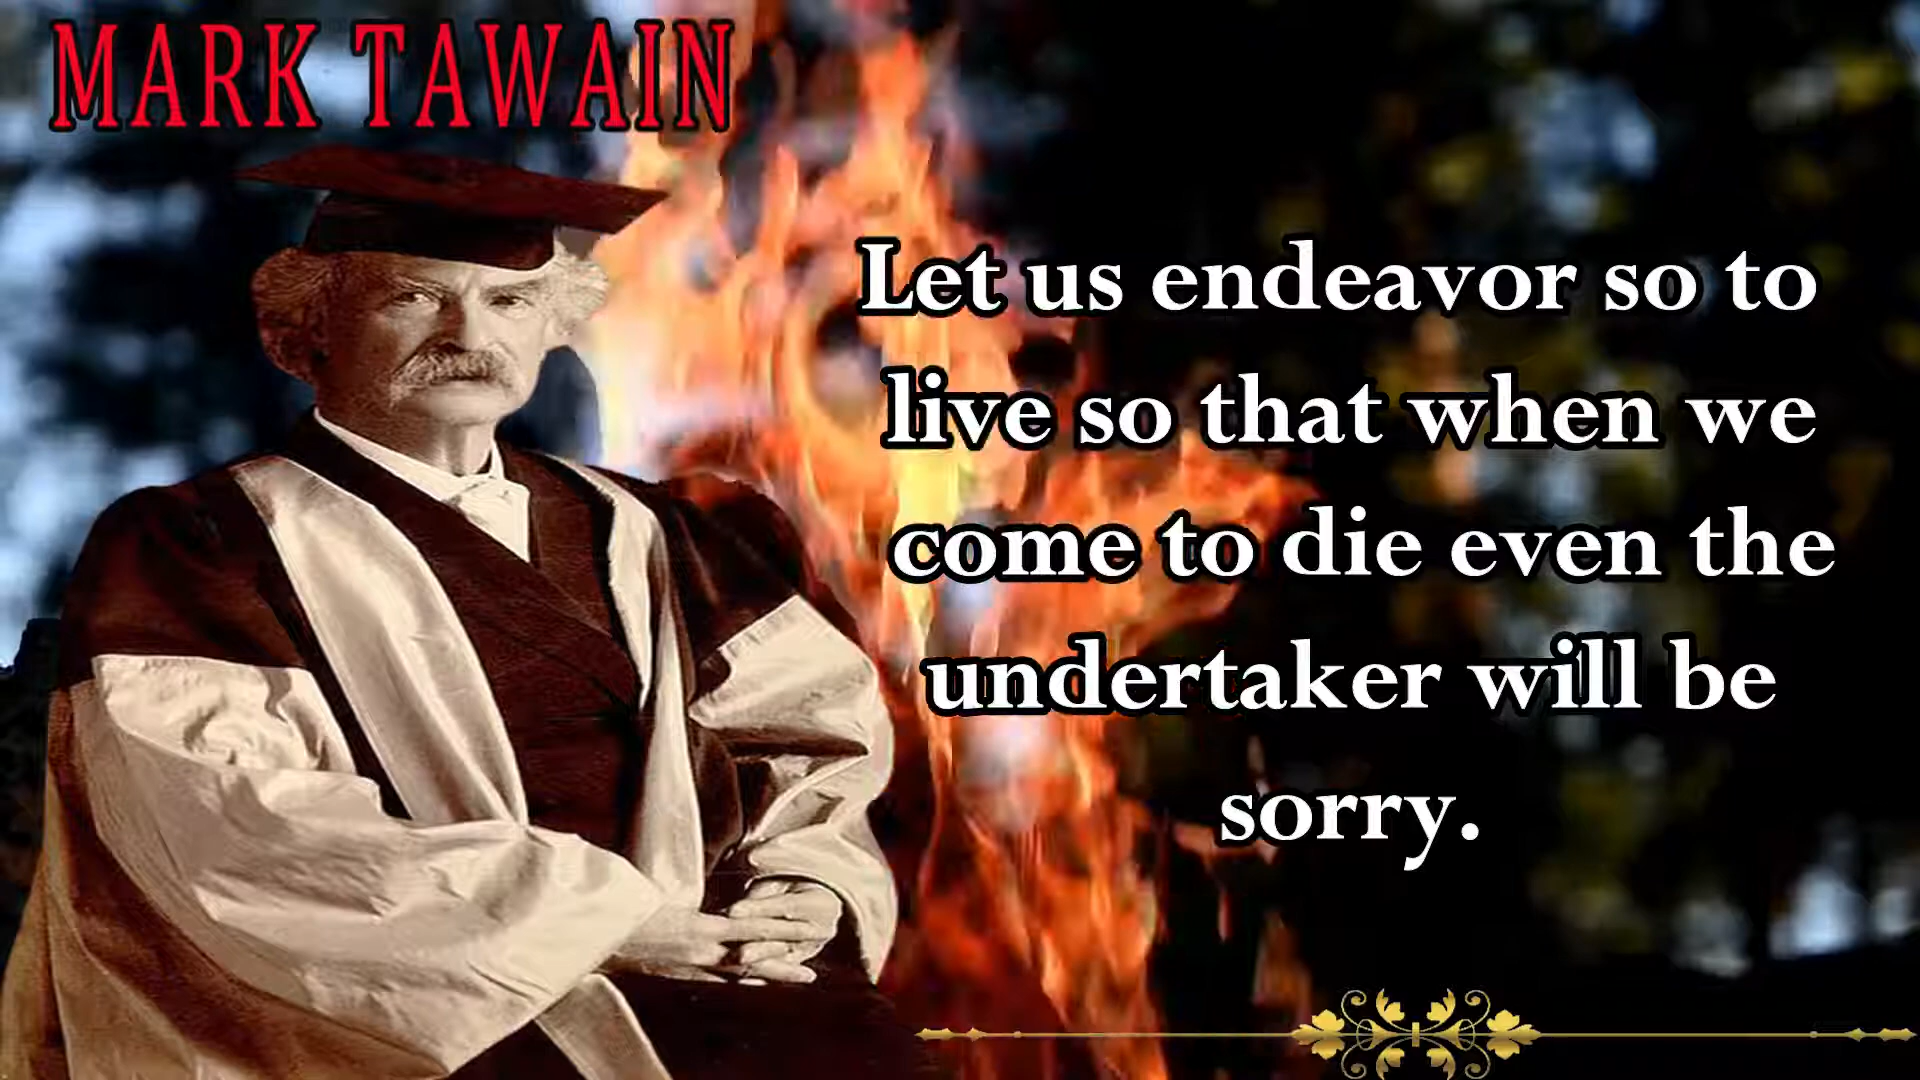 MARK TAWAIN
Let us endeavor so to
live so that when we
come to die even the
undertaker will be
sorry.